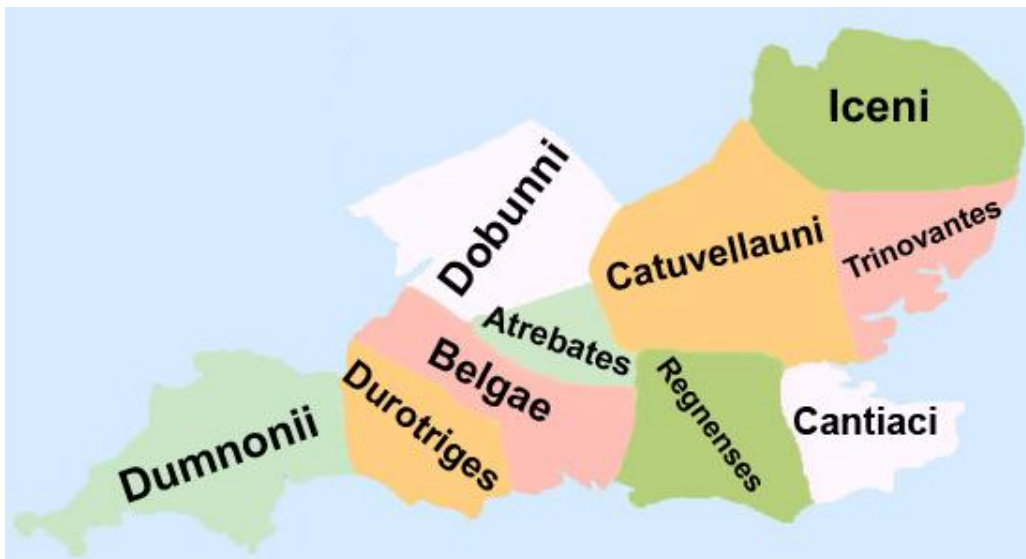 Iceni
Dobunni
Catuvellauni
Trinovantes
Atrebates
Belgae
Regnenses
Durotriges
Cantiaci
Dumnonii